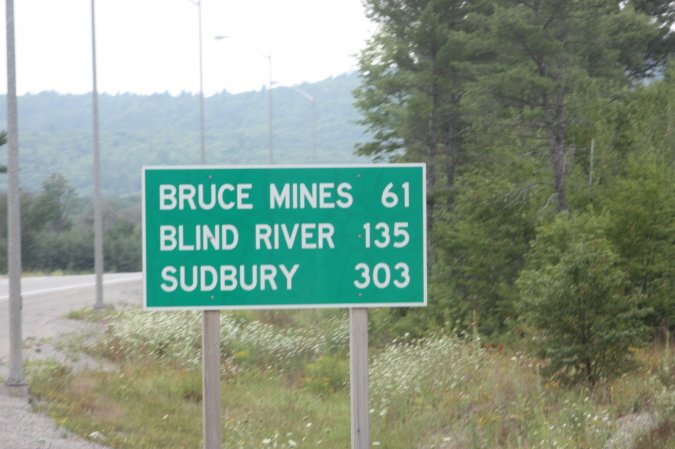 BRUCE MINES 61
BLIND RIVER 135
SUDBURY 303